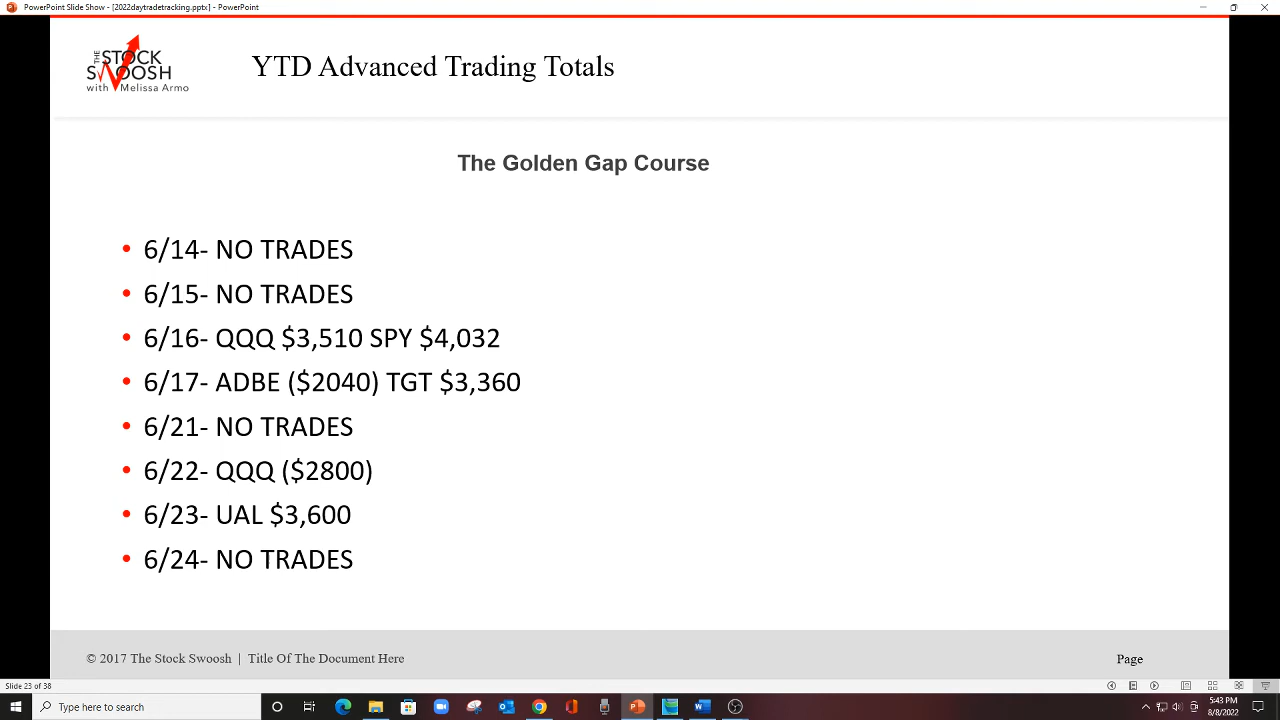 PowerPoint Slide Show - [2022daytradetracking.pptx] - PowerPoint
THE STOCK
SWOOSH
with Melissa Armo
YTD Advanced Trading Totals
The Golden Gap Course
• 6/14- NO TRADES
• 6/15- NO TRADES
• 6/16- QQQ $3,510 SPY $4,032
• 6/17- ADBE ($2040) TGT $3,360
• 6/21- NO TRADES
• 6/22- QQQ ($2800)
• 6/23- UAL $3,600
• 6/24- NO TRADES
© 2017 The Stock Swoosh | Title Of The Document Here
Page
Slide 23 of 38
Type here to search
5:43 PM
8/8/2022